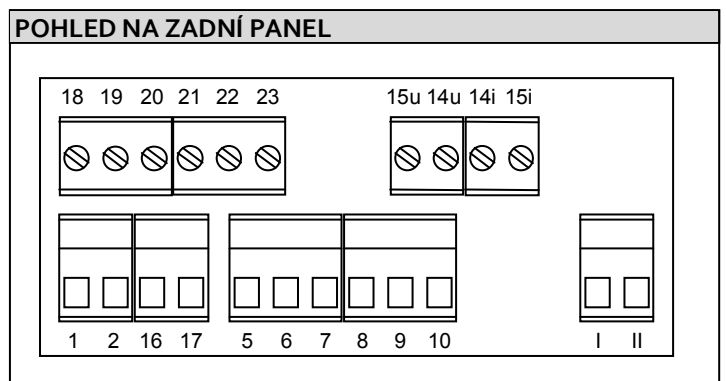 POHLED NA ZADNÍ PANEL
18 19 20 21 22 23 15u 14u 14i 15i
1 2 16 17 5 6 7 8 9 10 I II